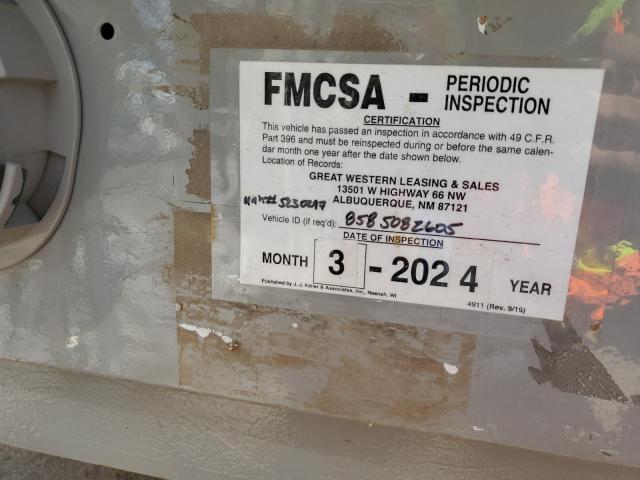 FMCSA - PERIODIC INSPECTION
CERTIFICATION
This vehicle has passed an inspection in accordance with 49 C.F.R.
Part 396 and must be reinspected during or before the same calen-
dar month one year after the date shown below.
Location of Records:
GREAT WESTERN LEASING & SALES
13501 W HIGHWAY 66 NW
ALBUQUERQUE, NM 87121
Vehicle ID (if req'd): 8585082605
DATE OF INSPECTION
MONTH 3 - 2024 YEAR
Published by J. J. Keller & Associates, Inc., Neenah, WI
4911 (Rev. 9/19)